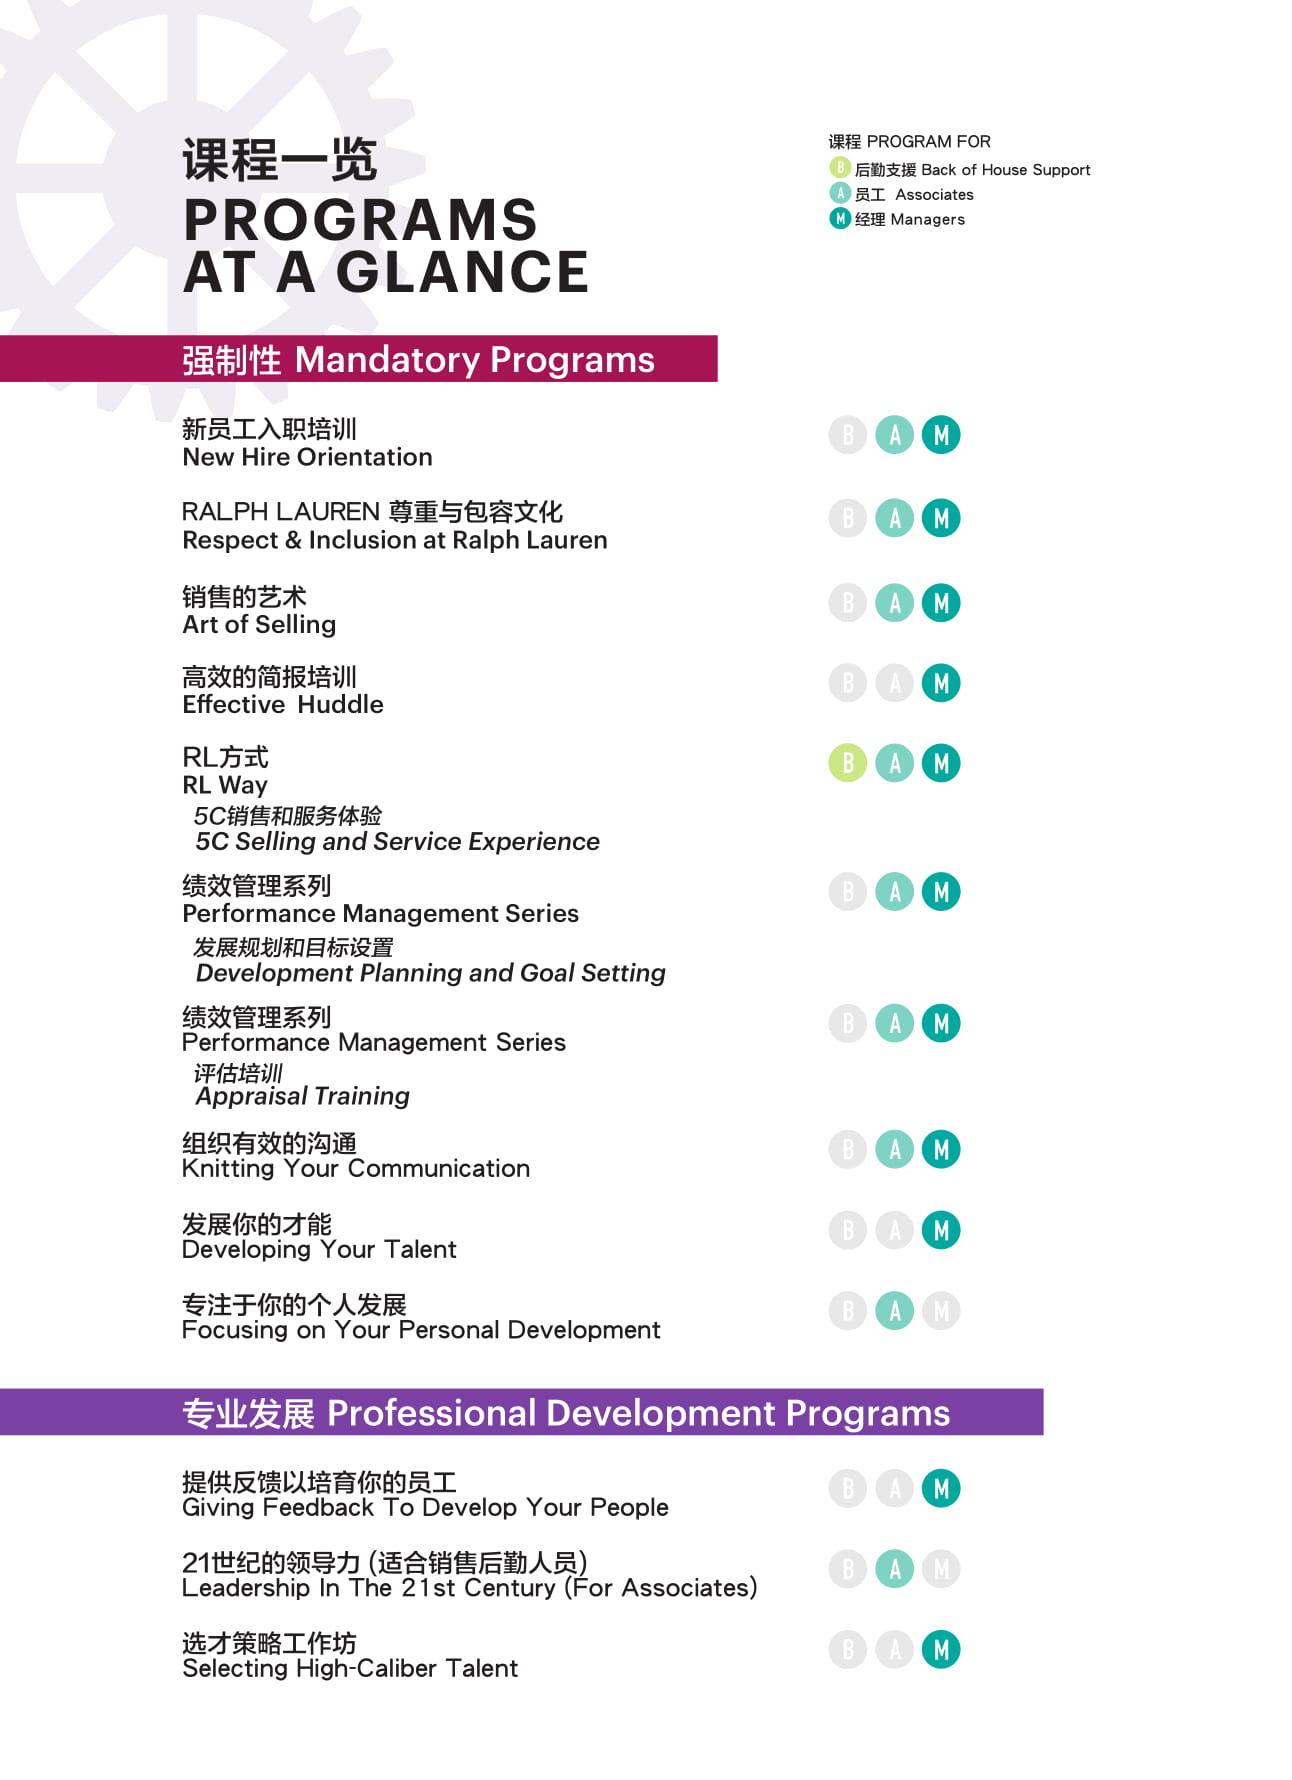 课程一览
PROGRAMS
AT A GLANCE
课程 PROGRAM FOR
B 后勤支援 Back of House Support
A 员工 Associates
M 经理 Managers
强制性 Mandatory Programs
新员工入职培训
New Hire Orientation
B A M
RALPH LAUREN 尊重与包容文化
Respect & Inclusion at Ralph Lauren
B A M
销售的艺术
Art of Selling
B A M
高效的简报培训
Effective Huddle
B A M
RL方式
RL Way
B A M
5C销售和服务体验
5C Selling and Service Experience
绩效管理系列
Performance Management Series
B A M
发展规划和目标设置
Development Planning and Goal Setting
绩效管理系列
Performance Management Series
B A M
评估培训
Appraisal Training
组织有效的沟通
Knitting Your Communication
B A M
发展你的才能
Developing Your Talent
B A M
专注于你的个人发展
Focusing on Your Personal Development
B A M
专业发展 Professional Development Programs
提供反馈以培育你的员工
Giving Feedback To Develop Your People
B A M
21世纪的领导力 (适合销售后勤人员)
Leadership In The 21st Century (For Associates)
B A M
选才策略工作坊
Selecting High-Caliber Talent
B A M